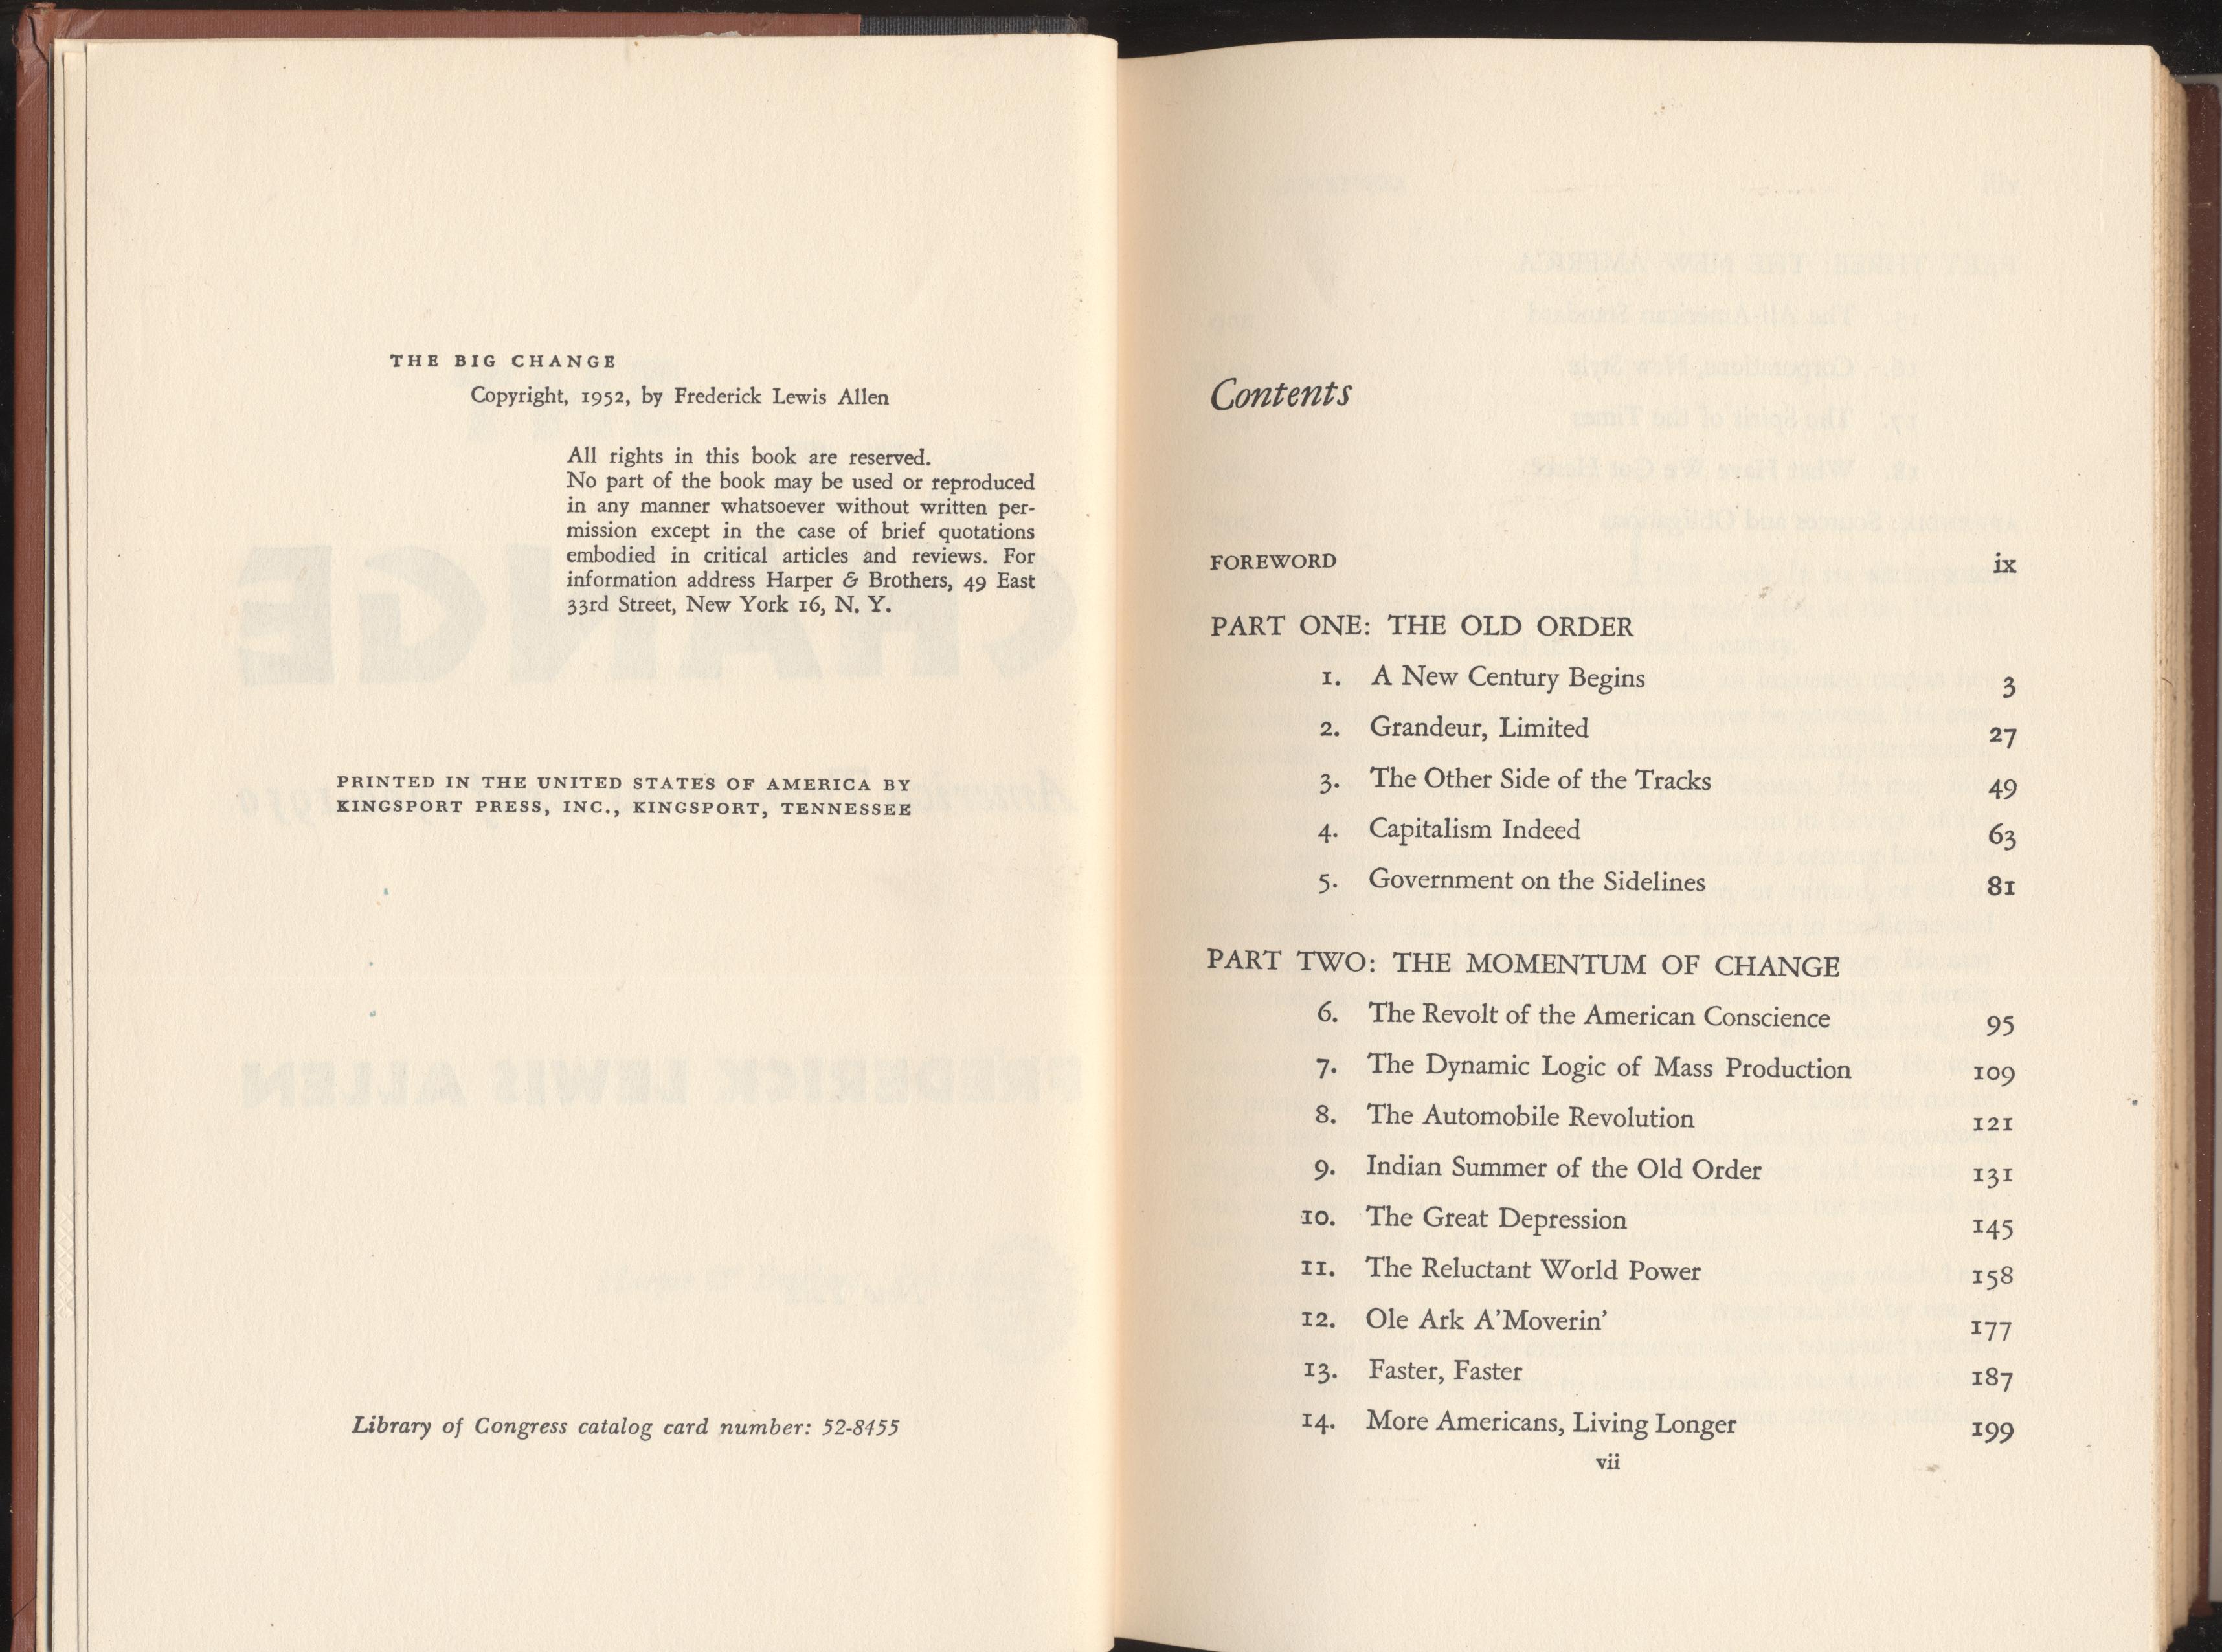 THE BIG CHANGE
Copyright, 1952, by Frederick Lewis Allen
All rights in this book are reserved.
No part of the book may be used or reproduced
in any manner whatsoever without written per-
mission except in the case of brief quotations
embodied in critical articles and reviews. For
information address Harper & Brothers, 49 East
33rd Street, New York 16, N. Y.
PRINTED IN THE UNITED STATES OF AMERICA BY
KINGSPORT PRESS, INC., KINGSPORT, TENNESSEE
Library of Congress catalog card number: 52-8455
Contents
FOREWORD ix
PART ONE: THE OLD ORDER
1. A New Century Begins 3
2. Grandeur, Limited 27
3. The Other Side of the Tracks 49
4. Capitalism Indeed 63
5. Government on the Sidelines 81
PART TWO: THE MOMENTUM OF CHANGE
6. The Revolt of the American Conscience 95
7. The Dynamic Logic of Mass Production 109
8. The Automobile Revolution 121
9. Indian Summer of the Old Order 131
10. The Great Depression 145
11. The Reluctant World Power 158
12. Ole Ark A'Moverin' 177
13. Faster, Faster 187
14. More Americans, Living Longer 199
vii